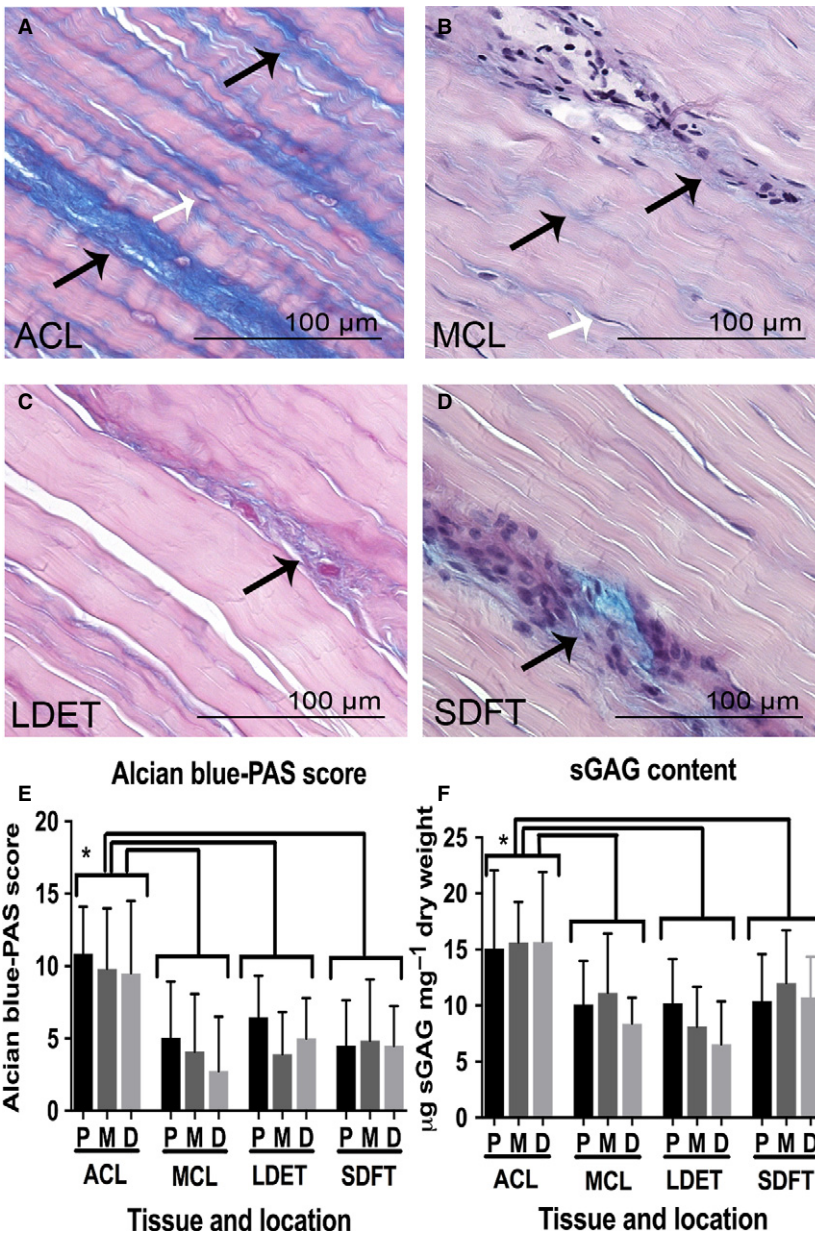 A
ACL
100 µm
B
MCL
100 µm
C
LDET
100 µm
D
SDFT
100 µm
E
Alcian blue-PAS score
Alcian blue-PAS score
20
15
10
5
0
*
P M D P M D P M D P M D
ACL MCL LDET SDFT
Tissue and location
F
sGAG content
µg sGAG mg⁻¹ dry weight
25
20
15
10
5
0
*
P M D P M D P M D P M D
ACL MCL LDET SDFT
Tissue and location